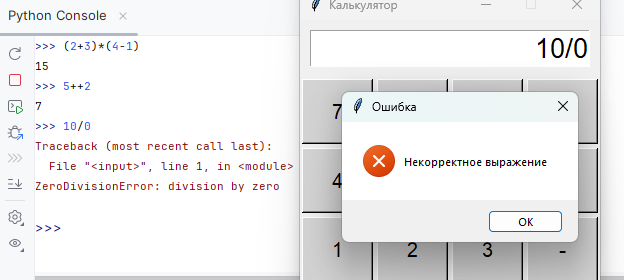 Python Console
>>> (2+3)*(4-1)
15
>>> 5++2
7
>>> 10/0
Traceback (most recent call last):
File "<input>", line 1, in <module>
ZeroDivisionError: division by zero
>>>
Калькулятор
10/0
7
4
1
2
3
-
Ошибка
Некорректное выражение
OK